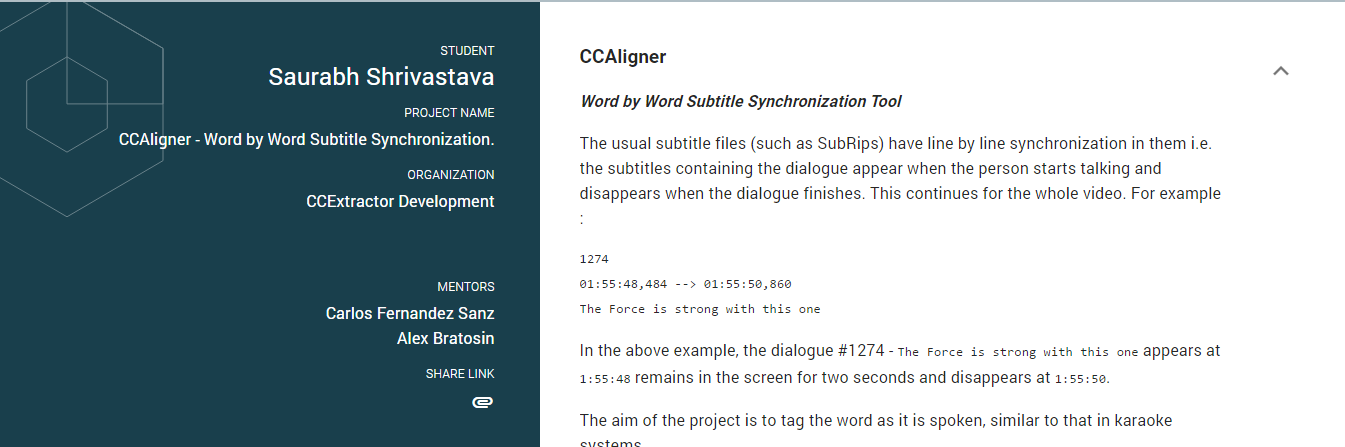 STUDENT
Saurabh Shrivastava
PROJECT NAME
CCAligner - Word by Word Subtitle Synchronization.
ORGANIZATION
CCExtractor Development
MENTORS
Carlos Fernandez Sanz
Alex Bratosin
SHARE LINK
CCAligner
Word by Word Subtitle Synchronization Tool
The usual subtitle files (such as SubRips) have line by line synchronization in them i.e.
the subtitles containing the dialogue appear when the person starts talking and
disappears when the dialogue finishes. This continues for the whole video. For example
:
1274
01:55:48,484 --> 01:55:50,860
The Force is strong with this one
In the above example, the dialogue #1274 - The Force is strong with this one appears at
1:55:48 remains in the screen for two seconds and disappears at 1:55:50.
The aim of the project is to tag the word as it is spoken, similar to that in karaoke
systems